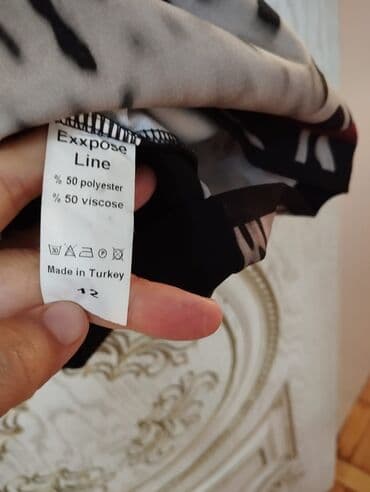 Exxpose
Line
% 50 polyester
% 50 viscose
Made in Turkey
42